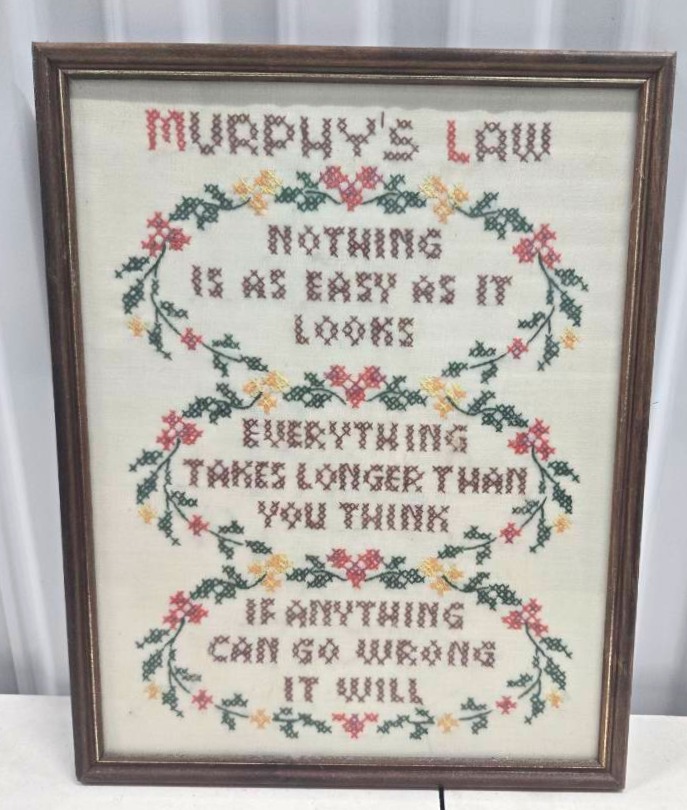 MURPHY'S LAW
NOTHING
IS AS EASY AS IT
LOOKS
EVERYTHING
TAKES LONGER THAN
YOU THINK
IF ANYTHING
CAN GO WRONG
IT WILL